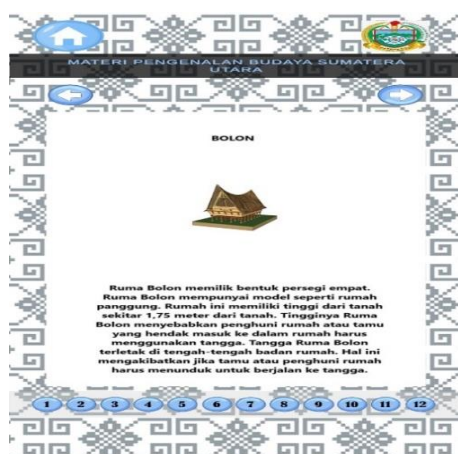 MATERI PENGENALAN BUDAYA SUMATERA
UTARA
BOLON
Ruma Bolon memilik bentuk persegi empat.
Ruma Bolon mempunyai model seperti rumah
panggung. Rumah ini memiliki tinggi dari tanah
sekitar 1,75 meter dari tanah. Tingginya Ruma
Bolon menyebabkan penghuni rumah atau tamu
yang hendak masuk ke dalam rumah harus
menggunakan tangga. Tangga Ruma Bolon
terletak di tengah-tengah badan rumah. Hal ini
mengakibatkan jika tamu atau penghuni rumah
harus menunduk untuk berjalan ke tangga.
1 2 3 4 5 6 7 8 9 10 11 12